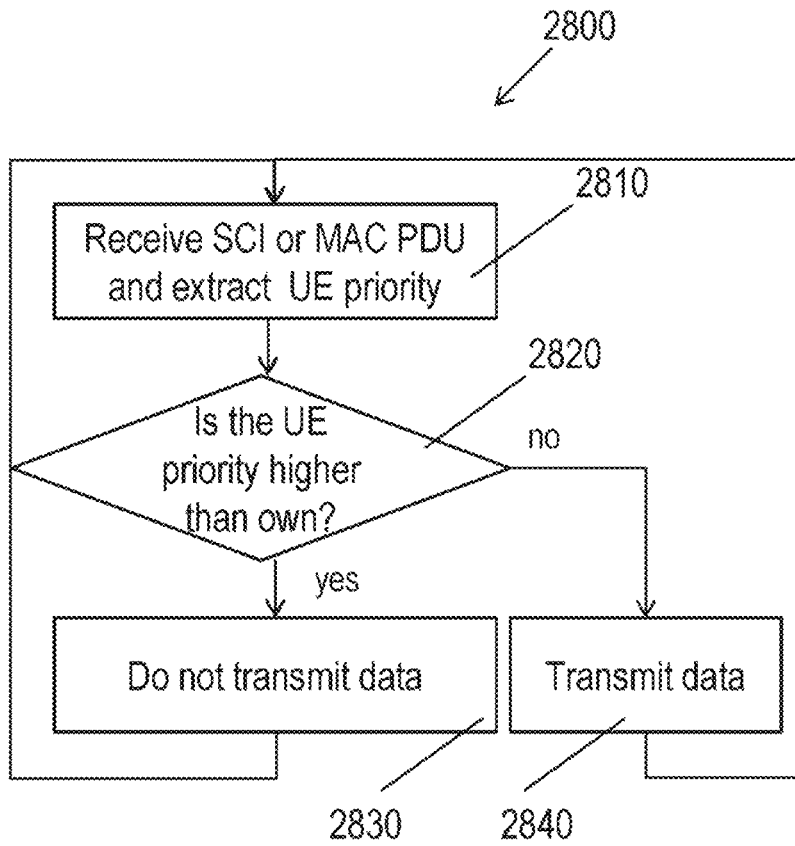 2800
2810
Receive SCI or MAC PDU
and extract UE priority
2820
Is the UE
priority higher
than own?
no
yes
Do not transmit data
Transmit data
2830
2840